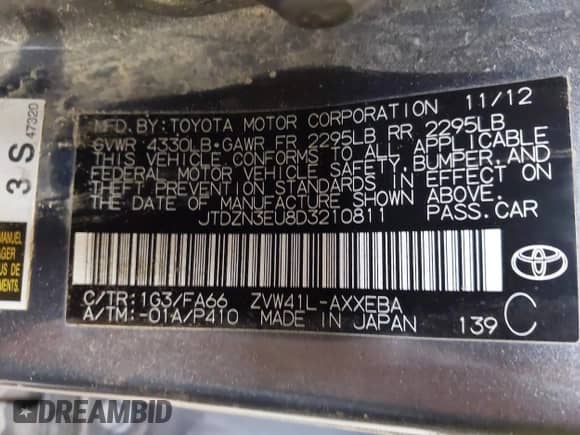 MFD.BY:TOYOTA MOTOR CORPORATION 11/12
GVWR 4330LB·GAWR FR 2295LB RR 2295LB
THIS VEHICLE CONFORMS TO ALL APPLICABLE
FEDERAL MOTOR VEHICLE SAFETY, BUMPER, AND
THEFT PREVENTION STANDARDS IN EFFECT ON
THE DATE OF MANUFACTURE SHOWN ABOVE.
JTDZN3EU8D3210811 PASS.CAR
C/TR:1G3/FA66 ZVW41L-AXXEBA
A/TM:-01A/P410 MADE IN JAPAN 139 C
3 S
47320
MANUEL
DREAMBID